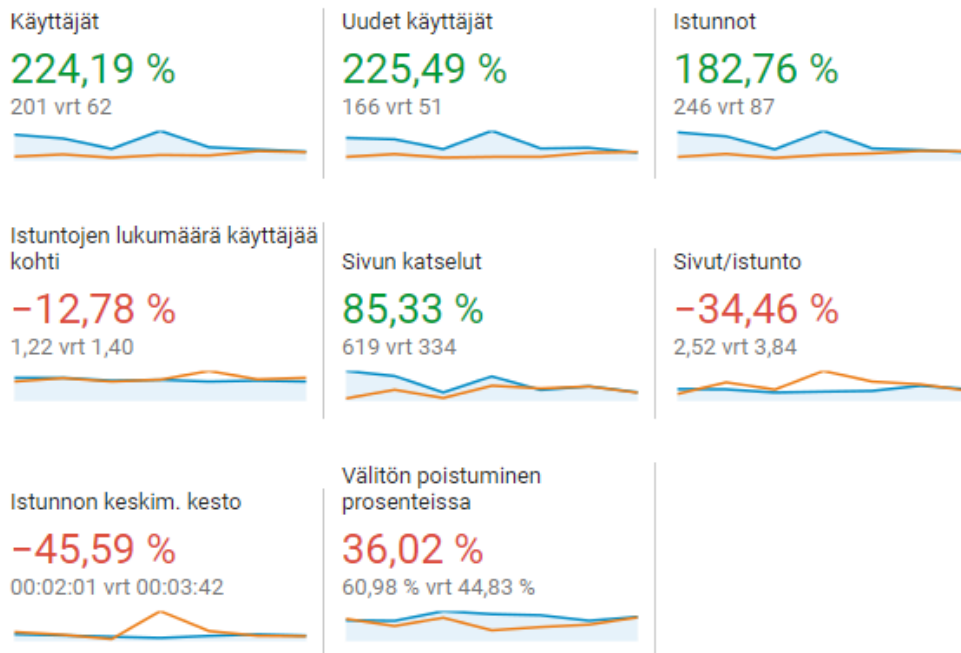 Käyttäjät
224,19 %
201 vrt 62
Uudet käyttäjät
225,49 %
166 vrt 51
Istunnot
182,76 %
246 vrt 87
Istuntojen lukumäärä käyttäjää
kohti
−12,78 %
1,22 vrt 1,40
Sivun katselut
85,33 %
619 vrt 334
Sivut/istunto
−34,46 %
2,52 vrt 3,84
Istunnon keskim. kesto
−45,59 %
00:02:01 vrt 00:03:42
Välitön poistuminen
prosenteissa
36,02 %
60,98 % vrt 44,83 %